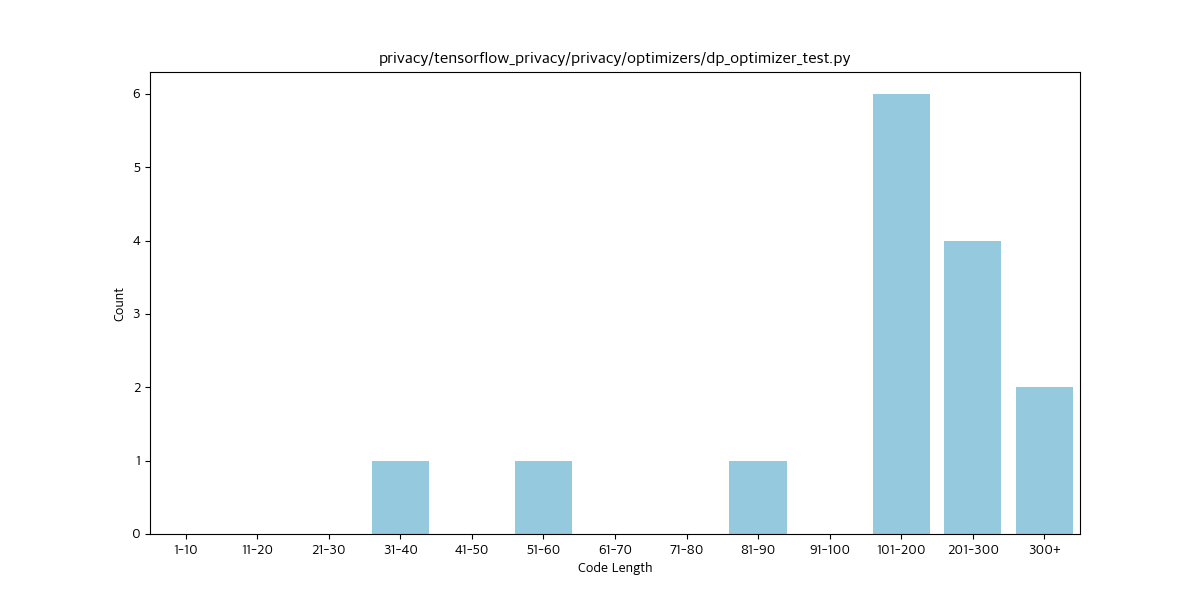 privacy/tensorflow_privacy/privacy/optimizers/dp_optimizer_test.py
6
5
4
3
2
1
0
Count
1-10 11-20 21-30 31-40 41-50 51-60 61-70 71-80 81-90 91-100 101-200 201-300 300+
Code Length